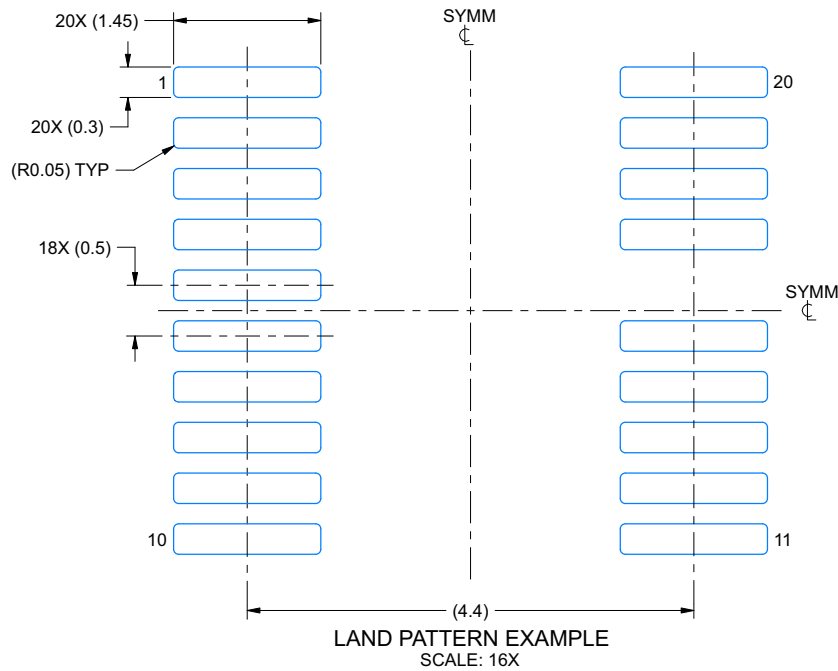 20X (1.45)
SYMM
℄
1
20
20X (0.3)
(R0.05) TYP
18X (0.5)
SYMM
℄
10
11
(4.4)
LAND PATTERN EXAMPLE
SCALE: 16X